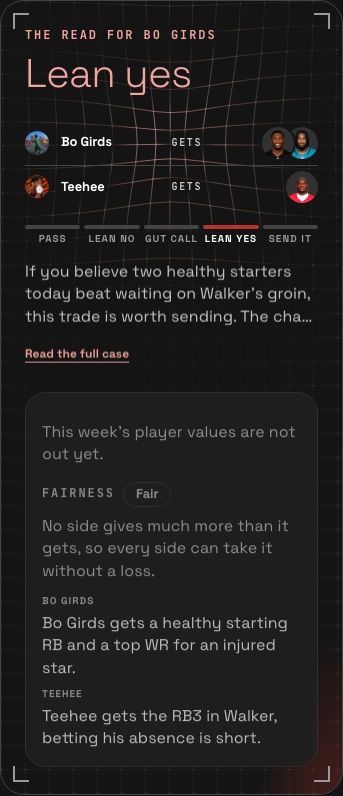 THE READ FOR BO GIRDS
Lean yes
Bo Girds GETS
Teehee GETS
PASS LEAN NO GUT CALL LEAN YES SEND IT
If you believe two healthy starters
today beat waiting on Walker's groin,
this trade is worth sending. The cha...
Read the full case
This week's player values are not
out yet.
FAIRNESS Fair
No side gives much more than it
gets, so every side can take it
without a loss.
BO GIRDS
Bo Girds gets a healthy starting
RB and a top WR for an injured
star.
TEEHEE
Teehee gets the RB3 in Walker,
betting his absence is short.